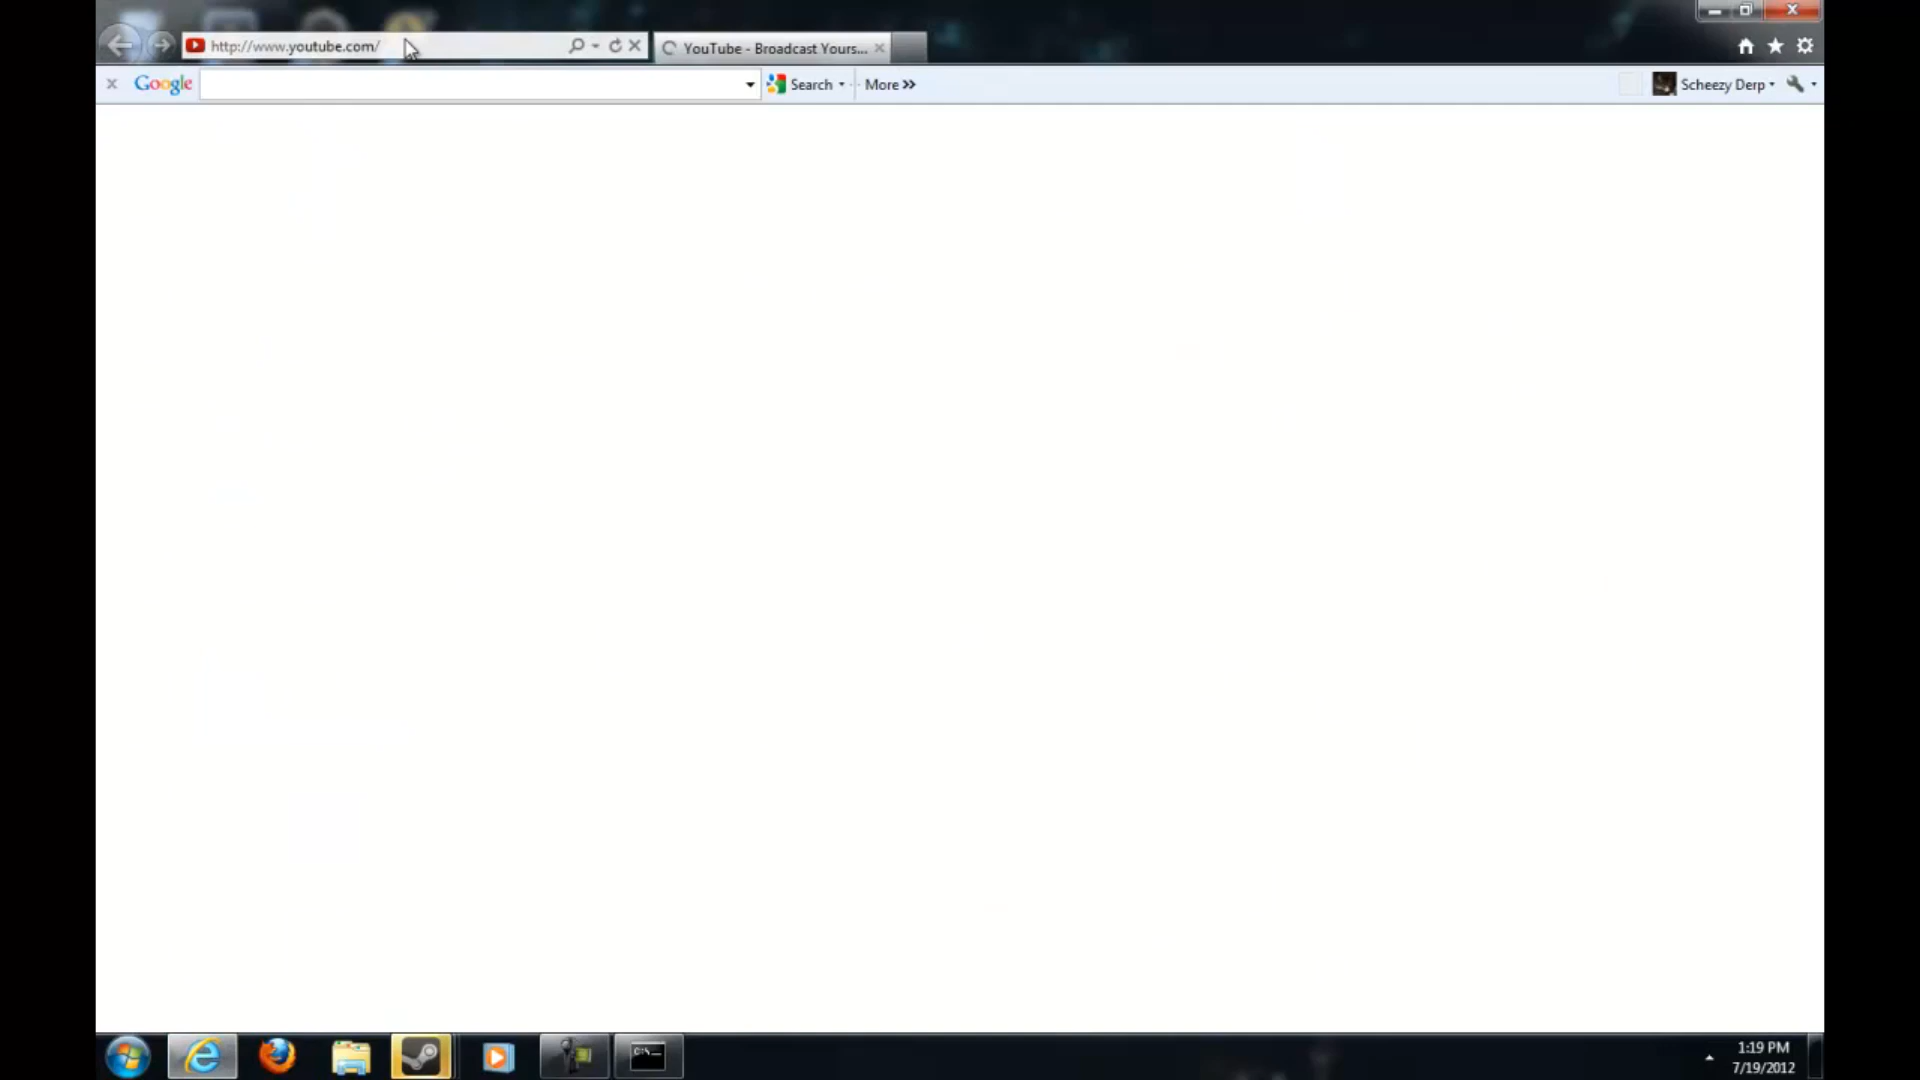 http://www.youtube.com/
YouTube - Broadcast Yours...
Google
Search
More
Scheezy Derp
C:\_
1:19 PM
7/19/2012